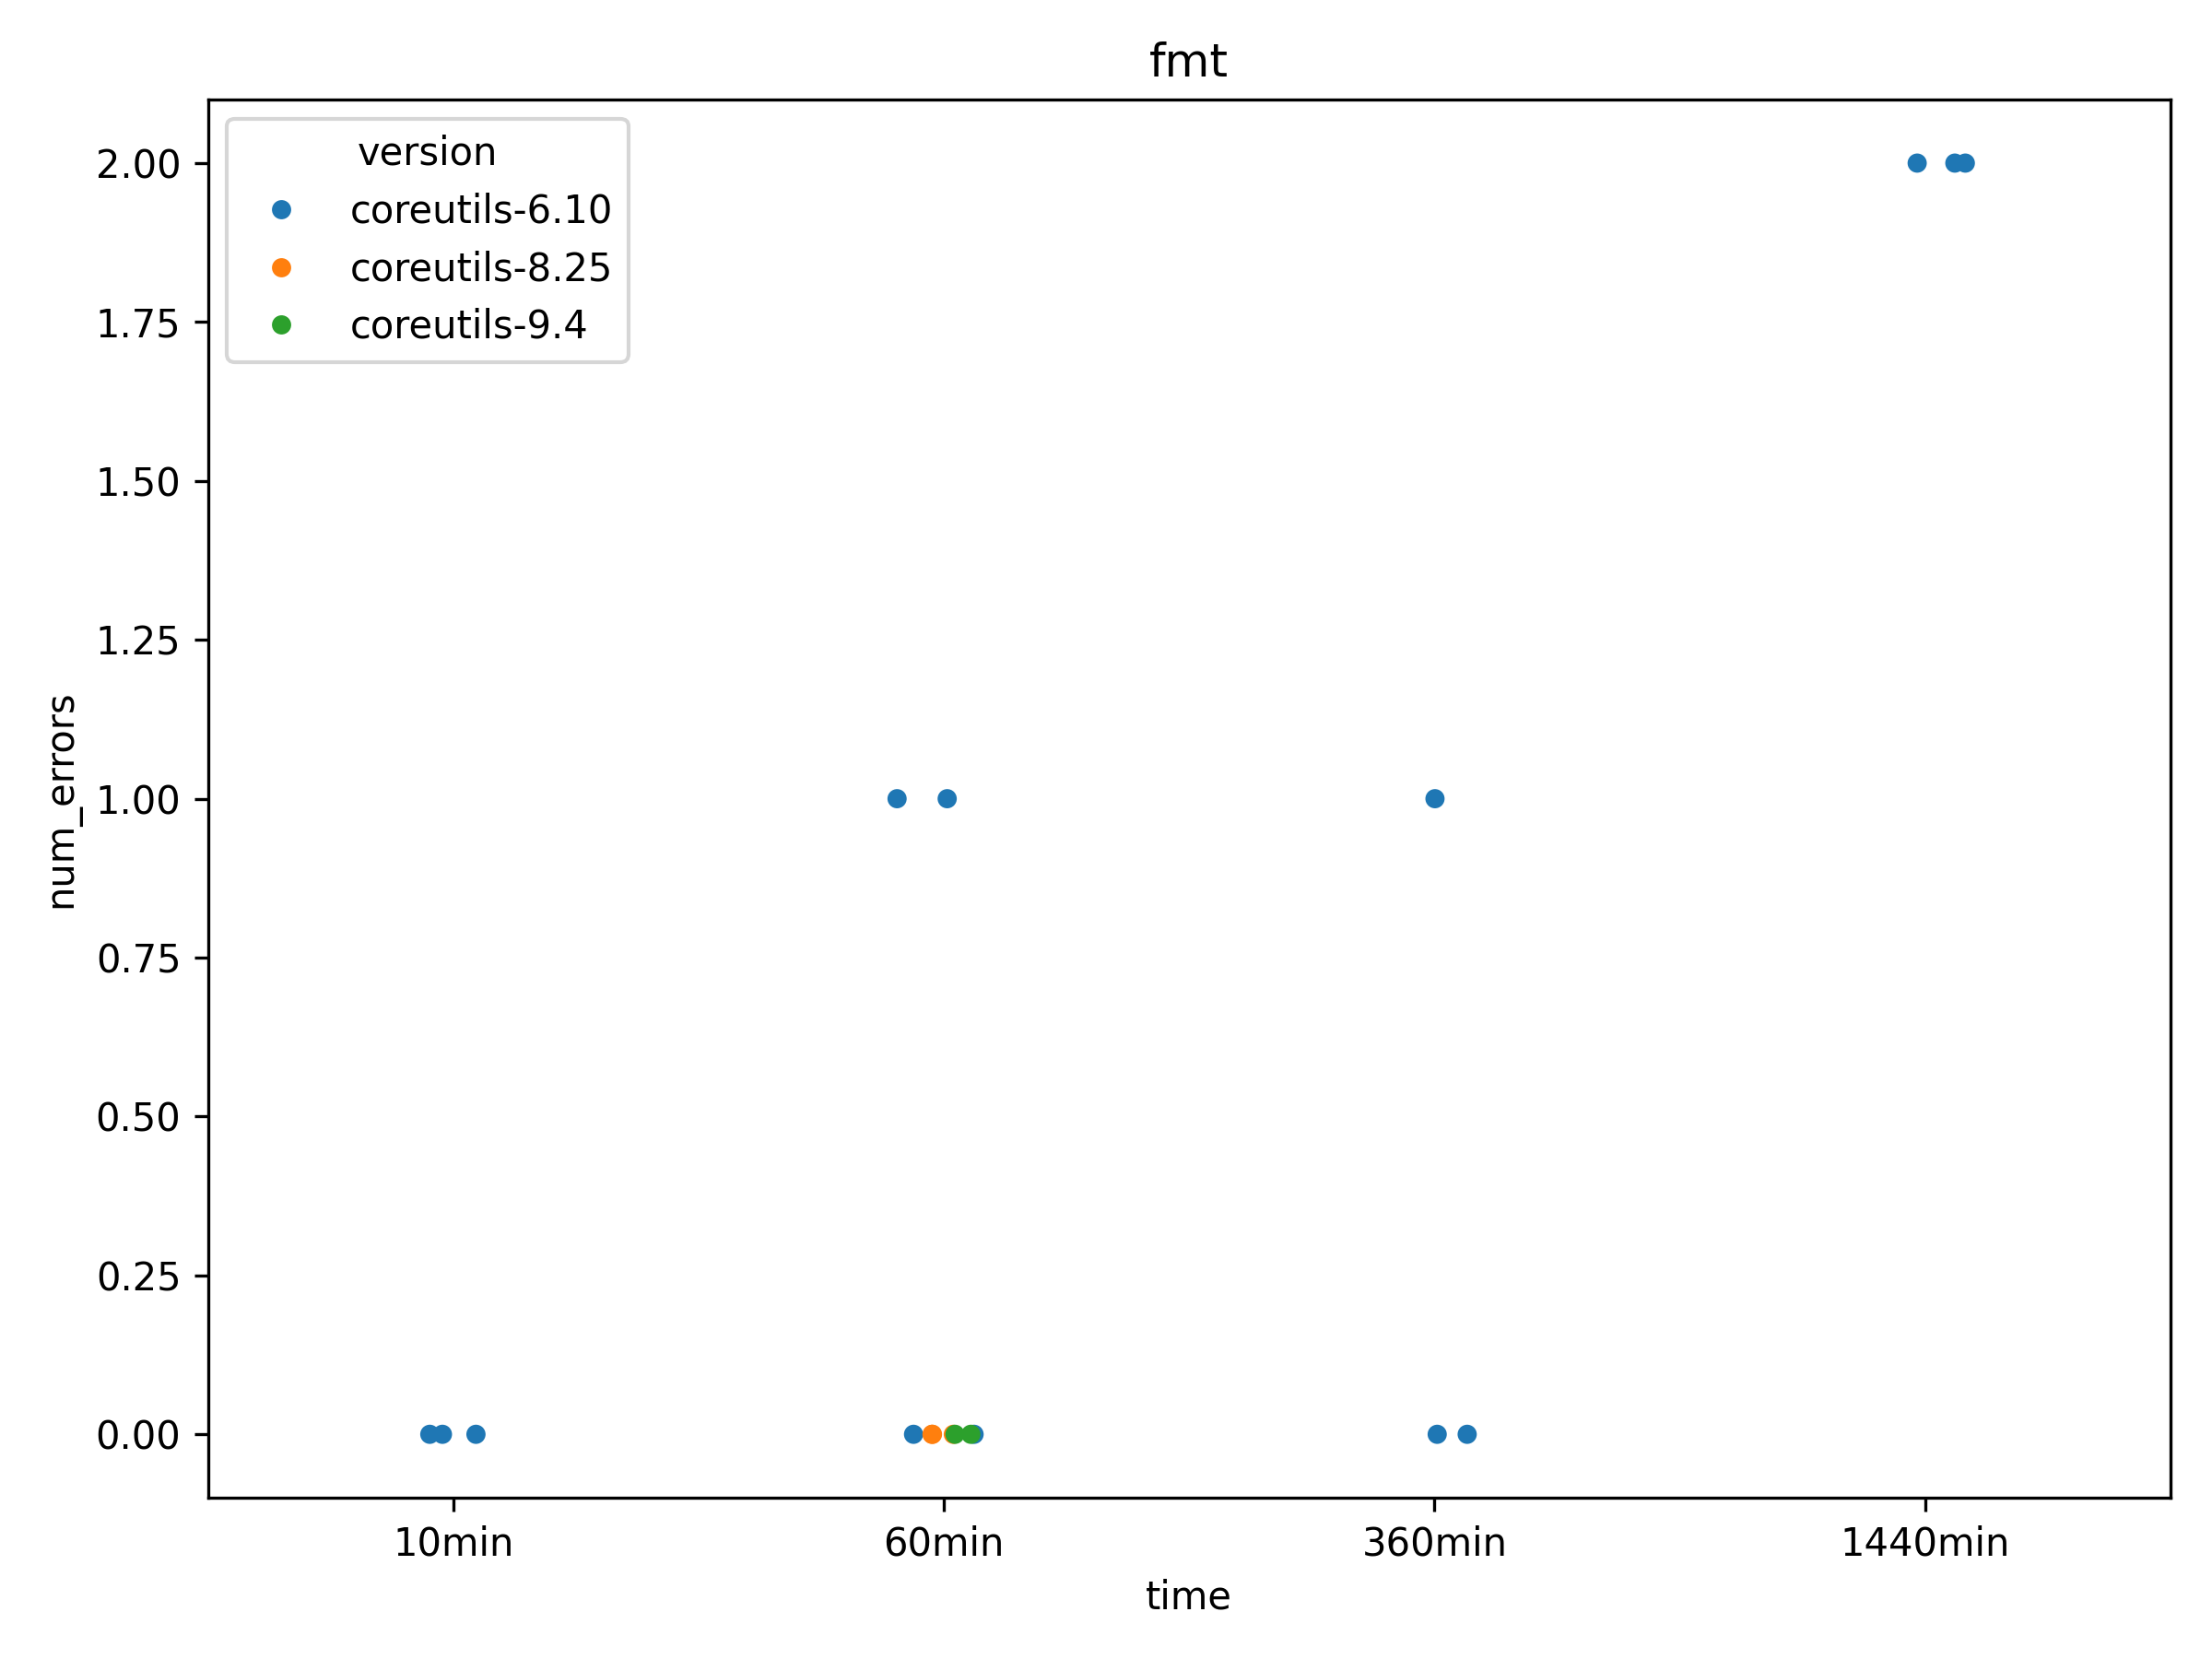 fmt
version
coreutils-6.10
coreutils-8.25
coreutils-9.4
2.00
1.75
1.50
1.25
1.00
0.75
0.50
0.25
0.00
num_errors
10min
60min
360min
1440min
time